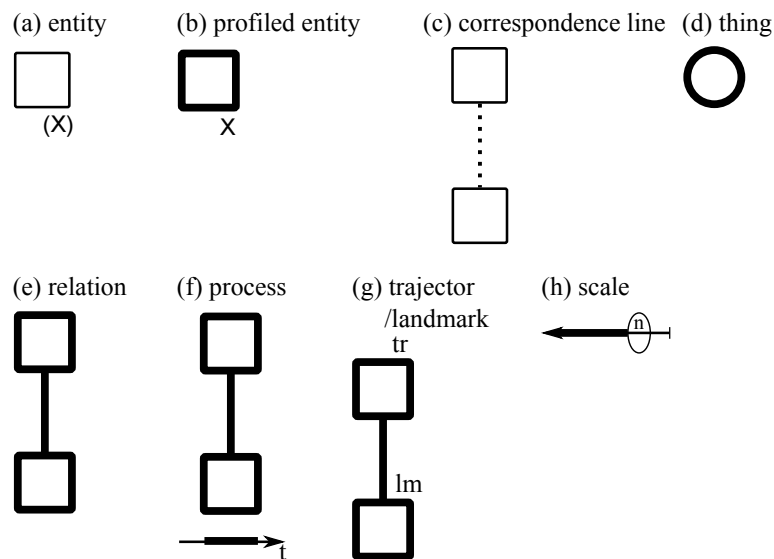 (a) entity
(b) profiled entity
(c) correspondence line
(d) thing
(X)
X
(e) relation
(f) process
(g) trajector
/landmark
(h) scale
tr
n
lm
t